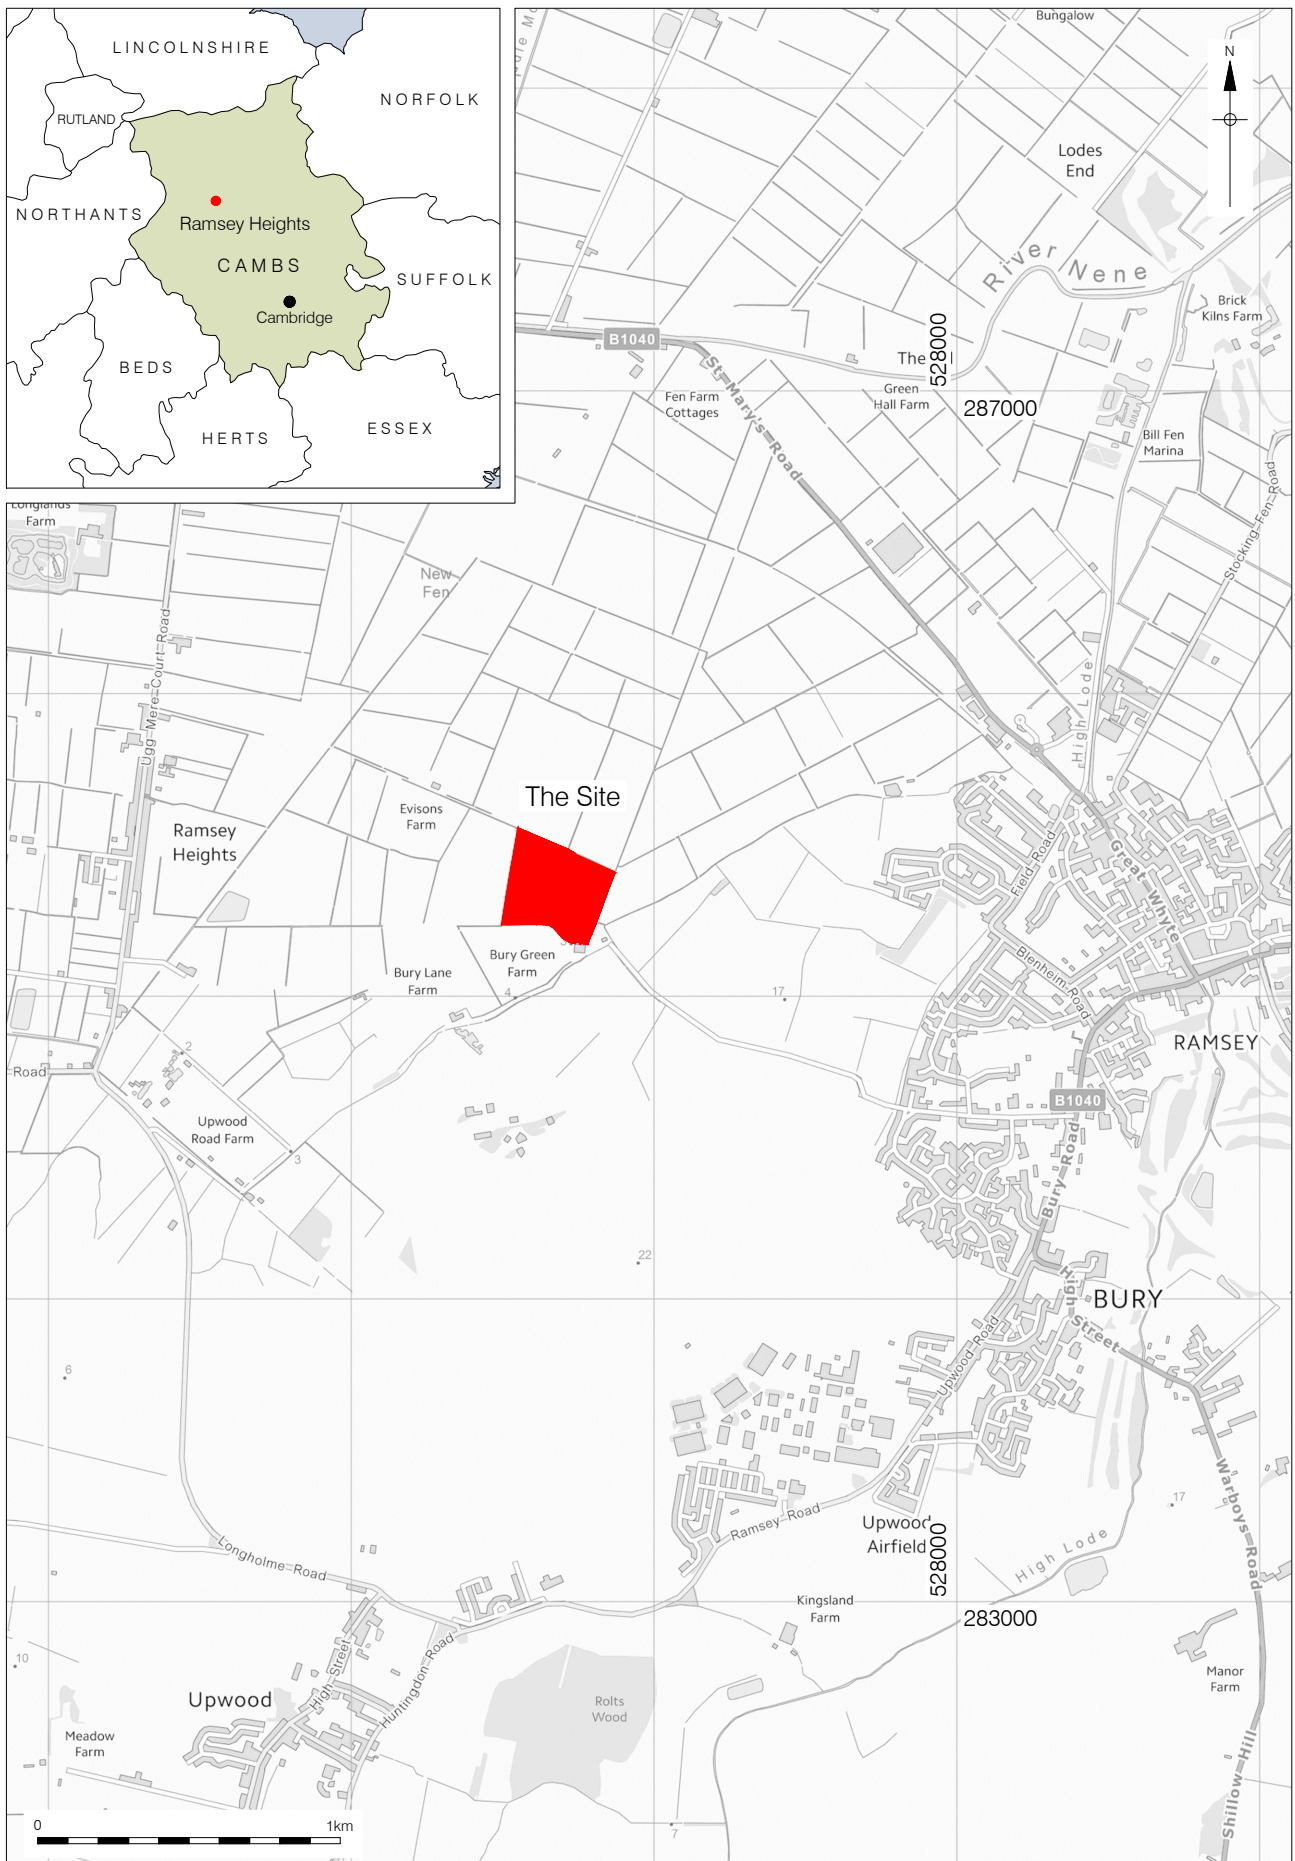 LINCOLNSHIRE
NORFOLK
RUTLAND
NORTHANTS
Ramsey Heights
CAMBS
SUFFOLK
Cambridge
BEDS
HERTS
ESSEX
Bungalow
N
Lodes
End
River Nene
Brick
Kilns Farm
B1040
St. Mary's Road
The
528000
Fen Farm
Cottages
Green
Hall Farm
287000
Bill Fen
Marina
Stocking Fen Road
Longlands
Farm
New
Fen
Ugg Mere Court Road
High Lode
The Site
Evisons
Farm
Ramsey
Heights
Field Road
Great Whyte
Bury Green
Farm
Bury Lane
Farm
4
17
Blenheim Road
RAMSEY
Road
2
B1040
Upwood
Road Farm
3
Bury Road
22
High Street
BURY
6
Upwood Road
Ramsey Road
Upwood
Airfield
528000
17
Warboys Road
High Lode
Longholme Road
Kingsland
Farm
283000
10
High Street
Huntingdon Road
Manor
Farm
Upwood
Rolts
Wood
Meadow
Farm
Shillow Hill
7
0 1km